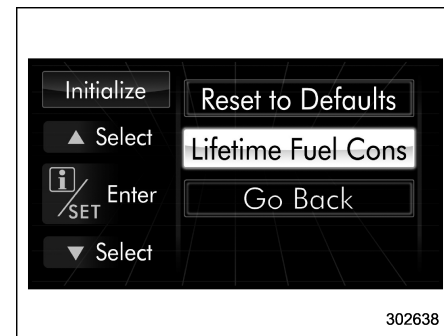 Initialize
▲ Select
i/SET Enter
▼ Select
Reset to Defaults
Lifetime Fuel Cons
Go Back
302638